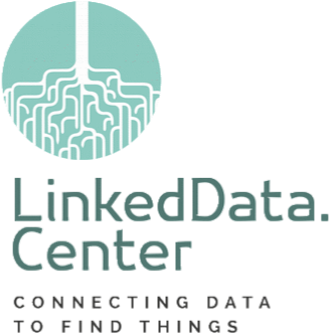 LinkedData.
Center
CONNECTING DATA
TO FIND THINGS